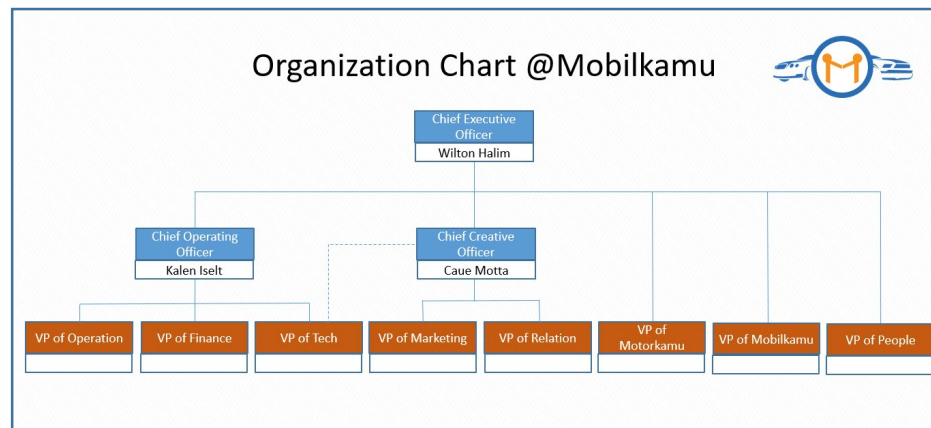 Organization Chart @Mobilkamu
Chief Executive
Officer
Wilton Halim
Chief Operating
Officer
Kalen Iselt
Chief Creative
Officer
Caue Motta
VP of Operation
VP of Finance
VP of Tech
VP of Marketing
VP of Relation
VP of
Motorkamu
VP of Mobilkamu
VP of People